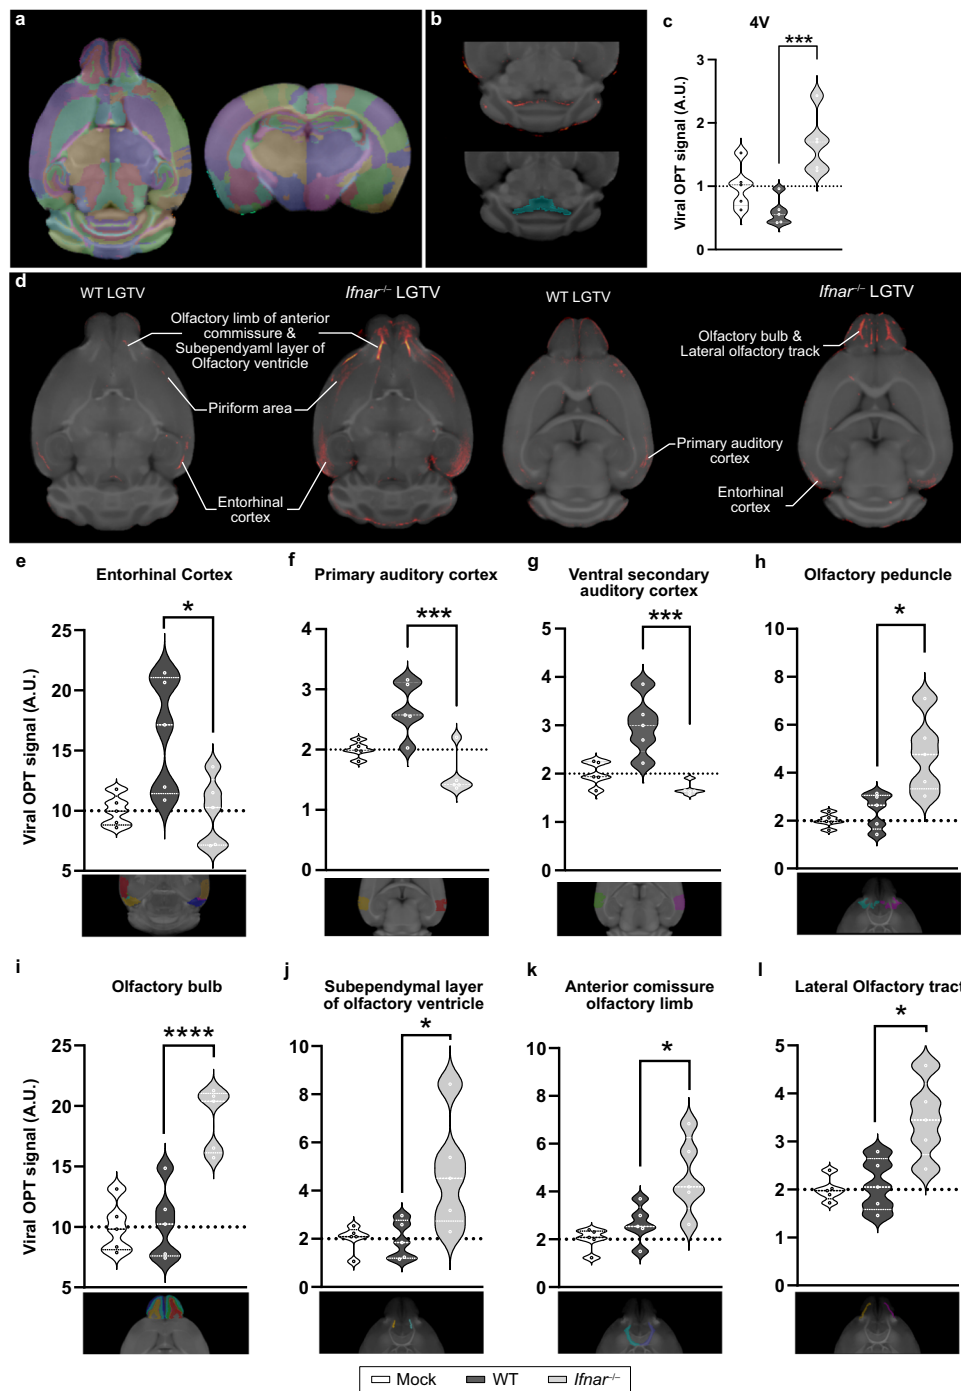 a
b
c
4V
***
Viral OPT signal (A.U.)
3
2
1
0
d
WT LGTV
Ifnar–/– LGTV
WT LGTV
Ifnar–/– LGTV
Olfactory limb of anterior
commissure &
Subependyaml layer of
Olfactory ventricle
Olfactory bulb &
Lateral olfactory track
Piriform area
Primary auditory
cortex
Entorhinal
cortex
Entorhinal
cortex
e
Entorhinal Cortex
*
Viral OPT signal (A.U.)
25
20
15
10
5
f
Primary auditory cortex
***
4
3
2
1
0
g
Ventral secondary
auditory cortex
***
5
4
3
2
1
0
h
Olfactory peduncle
*
10
8
6
4
2
0
i
Olfactory bulb
****
Viral OPT signal (A.U.)
25
20
15
10
5
j
Subependymal layer
of olfactory ventricle
*
10
8
6
4
2
0
k
Anterior comissure
olfactory limb
*
10
8
6
4
2
0
l
Lateral Olfactory tract
*
5
4
3
2
1
0
Mock
WT
Ifnar–/–